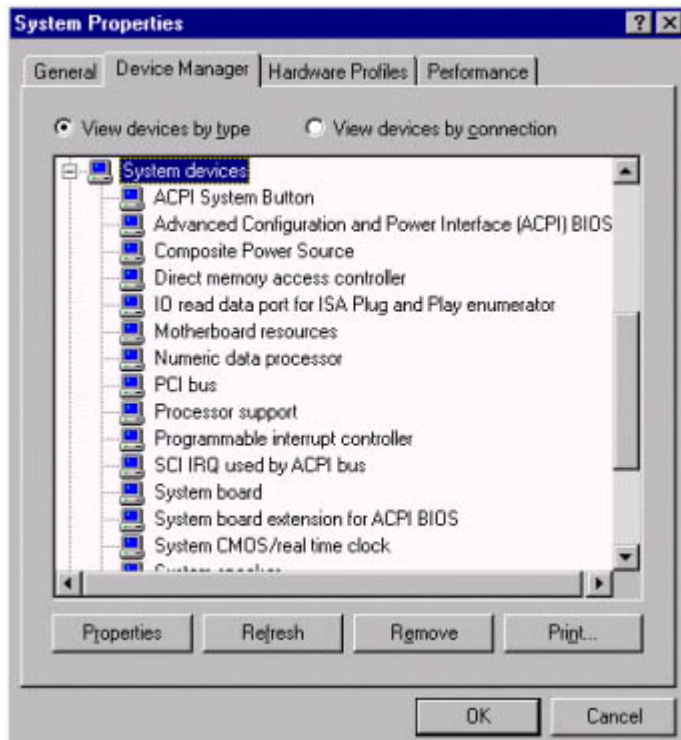 System Properties
General Device Manager Hardware Profiles Performance
View devices by type View devices by connection
System devices
ACPI System Button
Advanced Configuration and Power Interface (ACPI) BIOS
Composite Power Source
Direct memory access controller
IO read data port for ISA Plug and Play enumerator
Motherboard resources
Numeric data processor
PCI bus
Processor support
Programmable interrupt controller
SCI IRQ used by ACPI bus
System board
System board extension for ACPI BIOS
System CMOS/real time clock
System speaker
Properties Refresh Remove Print...
OK Cancel